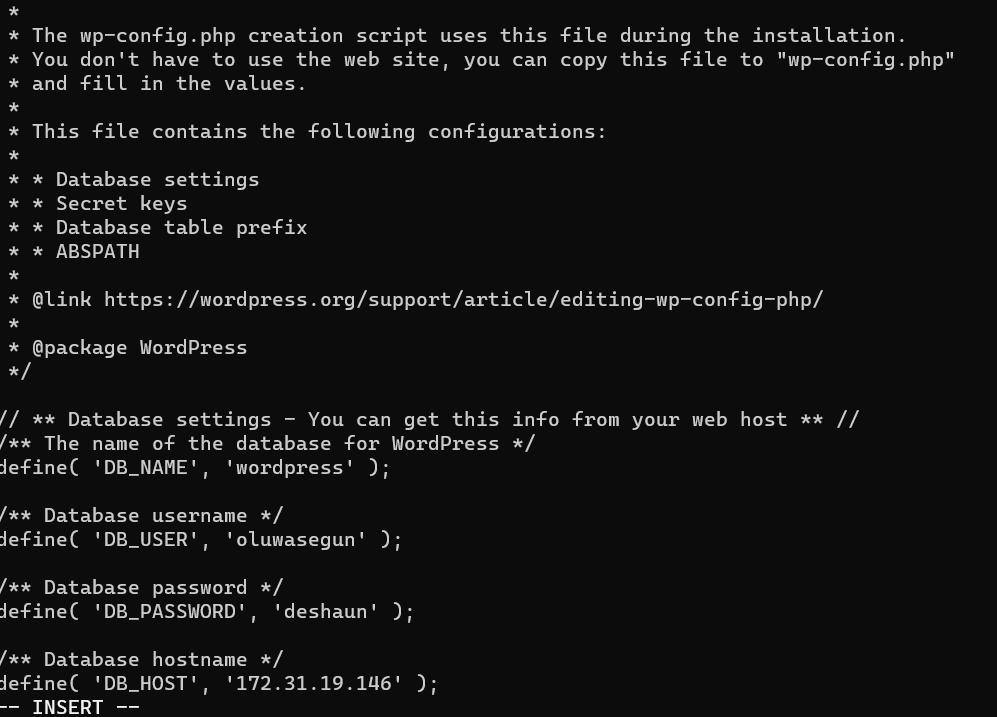 *
* The wp-config.php creation script uses this file during the installation.
* You don't have to use the web site, you can copy this file to "wp-config.php"
* and fill in the values.
*
* This file contains the following configurations:
*
* * Database settings
* * Secret keys
* * Database table prefix
* * ABSPATH
*
* @link https://wordpress.org/support/article/editing-wp-config-php/
*
* @package WordPress
*/
// ** Database settings - You can get this info from your web host ** //
/** The name of the database for WordPress */
define( 'DB_NAME', 'wordpress' );
/** Database username */
define( 'DB_USER', 'oluwasegun' );
/** Database password */
define( 'DB_PASSWORD', 'deshaun' );
/** Database hostname */
define( 'DB_HOST', '172.31.19.146' );
-- INSERT --